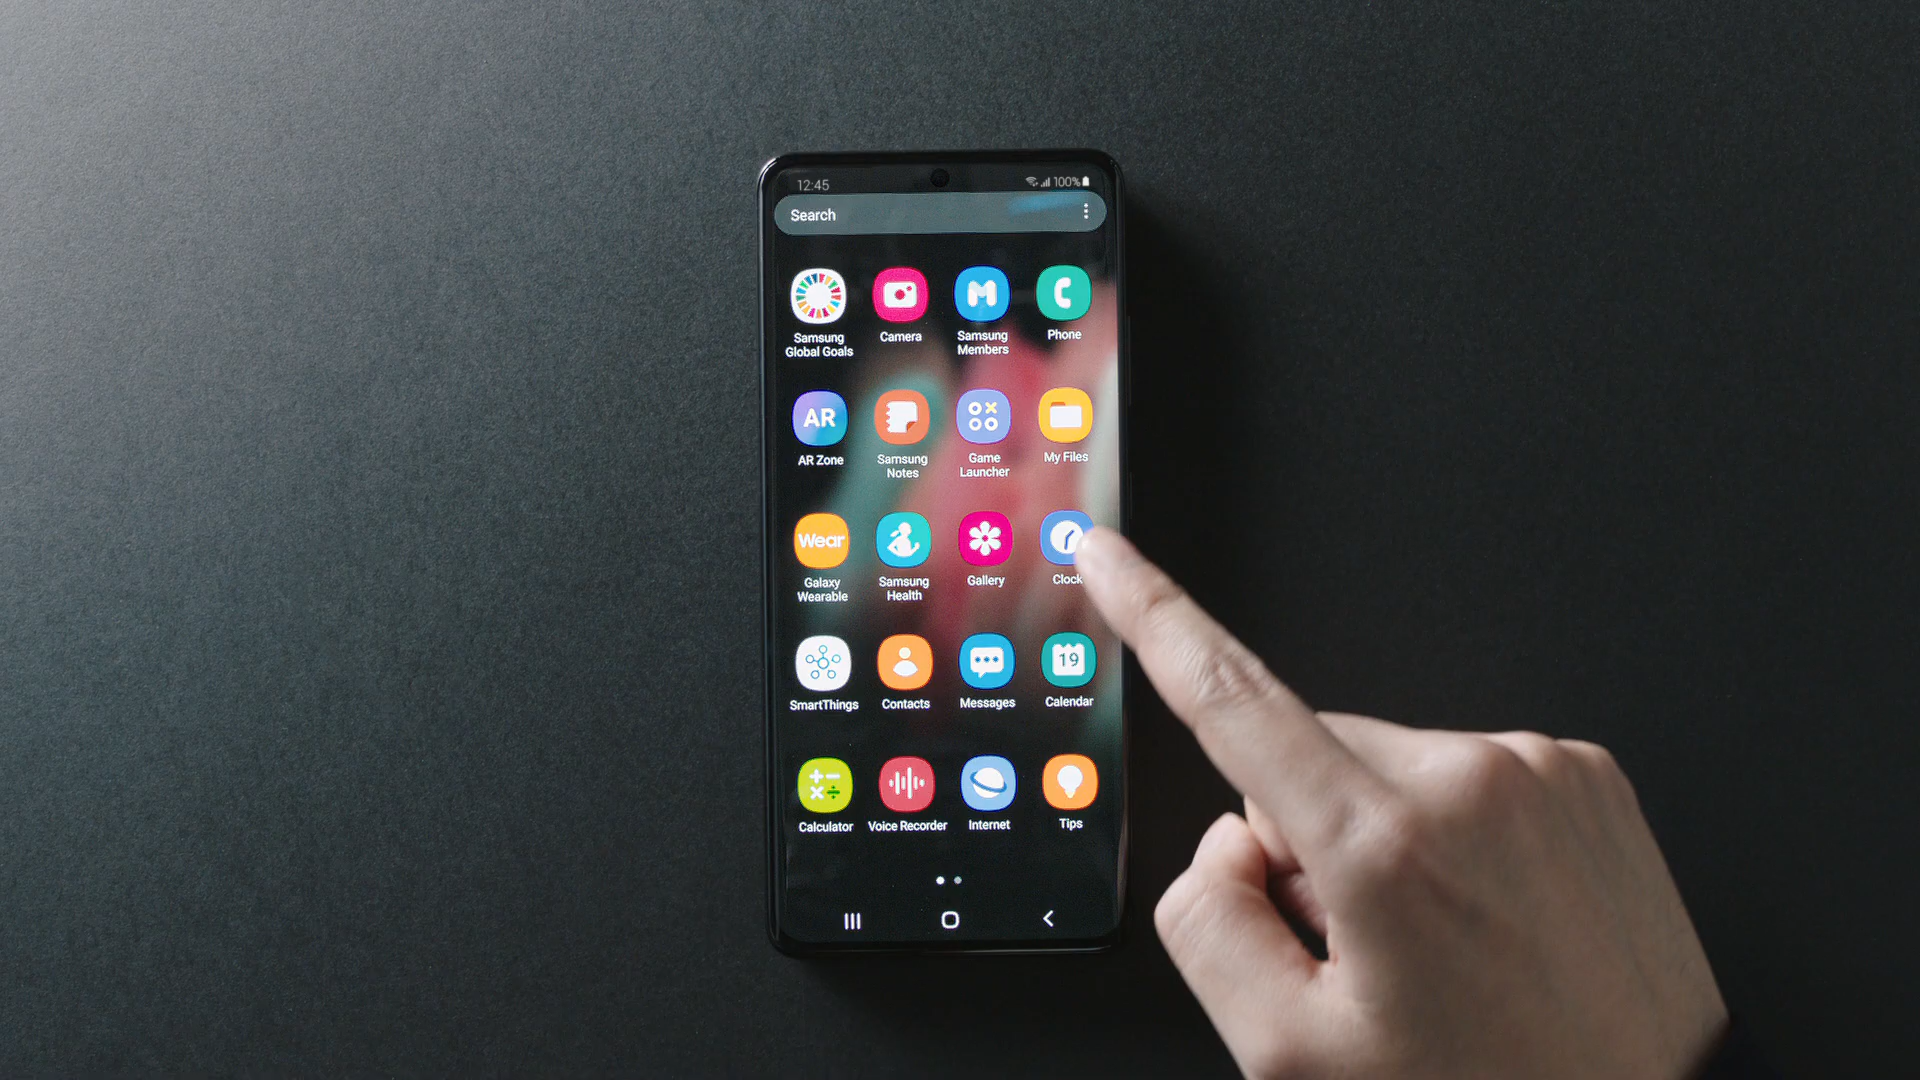 12:45
100%
Search
Samsung
Global Goals
Camera
Samsung
Members
Phone
AR
AR Zone
Samsung
Notes
Game
Launcher
My Files
Wear
Galaxy
Wearable
Samsung
Health
Gallery
Clock
SmartThings
Contacts
Messages
19
Calendar
Calculator
Voice Recorder
Internet
Tips